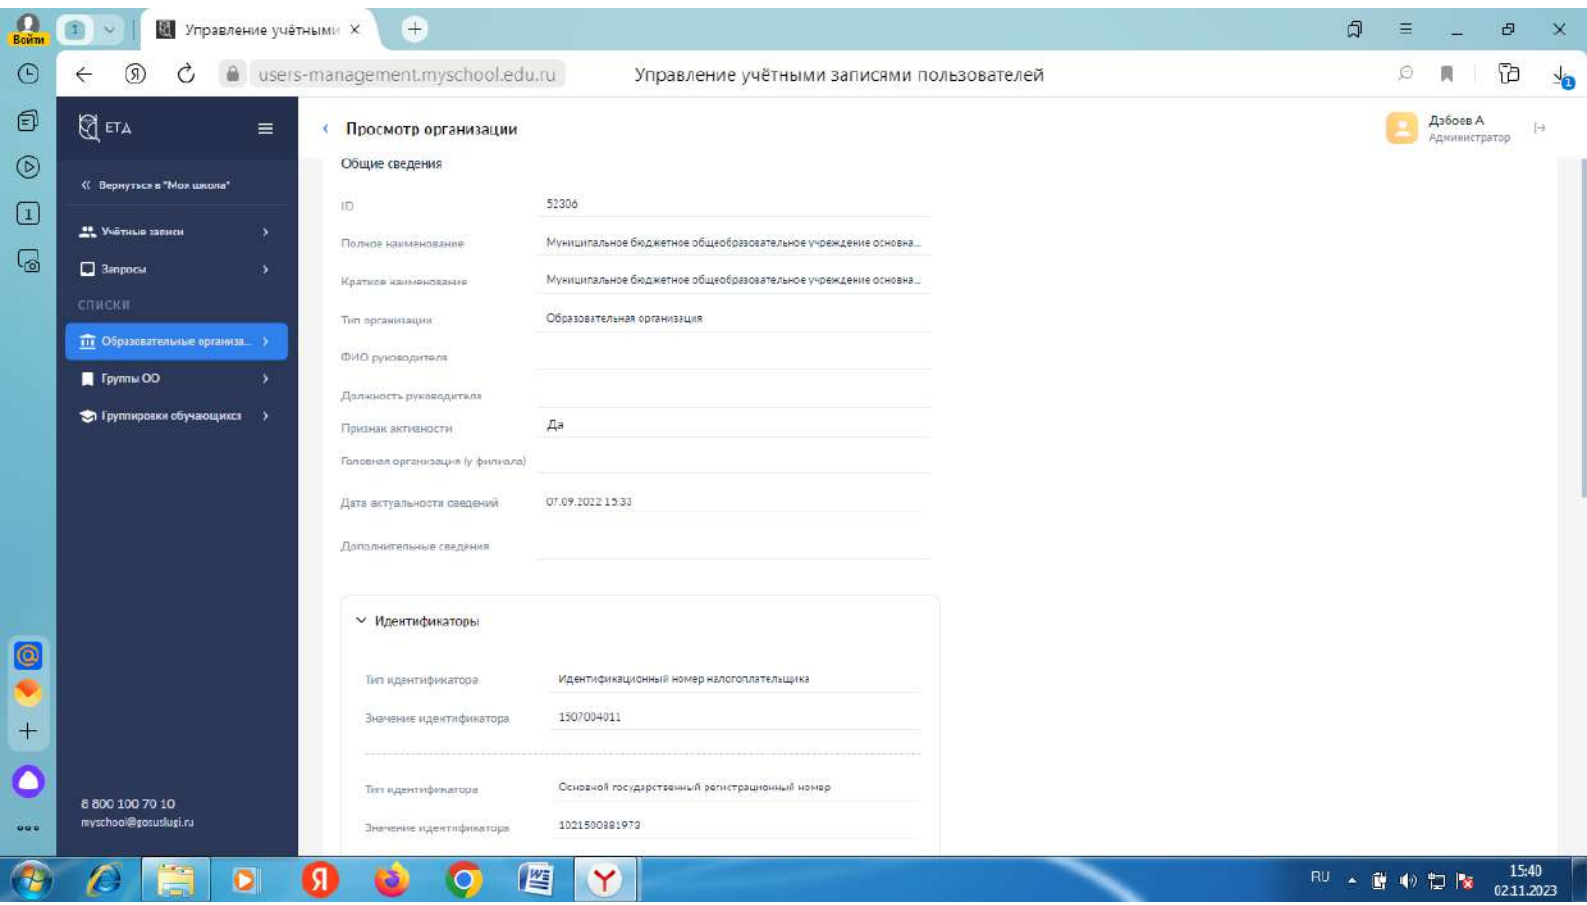 Войти
1
Управление учётными
users-management.myschool.edu.ru
Управление учётными записями пользователей
1
ЕТД
Просмотр организации
Дзбоев А
Администратор
Вернуться в "Моя школа"
Общие сведения
1
ID
52306
Учётные записи
Полное наименование
Муниципальное бюджетное общеобразовательное учреждение основна...
Запросы
Краткое наименование
Муниципальное бюджетное общеобразовательное учреждение основна...
СПИСКИ
Тип организации
Образовательная организация
Образовательные организа...
ФИО руководителя
Группы ОО
Должность руководителя
Группировки обучающихся
Признак активности
Да
Головная организация (у филиала)
Дата актуальности сведений
07.09.2022 15:33
Дополнительные сведения
Идентификаторы
Тип идентификатора
Идентификационный номер налогоплательщика
Значение идентификатора
1507004011
Тип идентификатора
Основной государственный регистрационный номер
Значение идентификатора
1021500881973
8 800 100 70 10
myschool@gosuslugi.ru
RU
15:40
02.11.2023